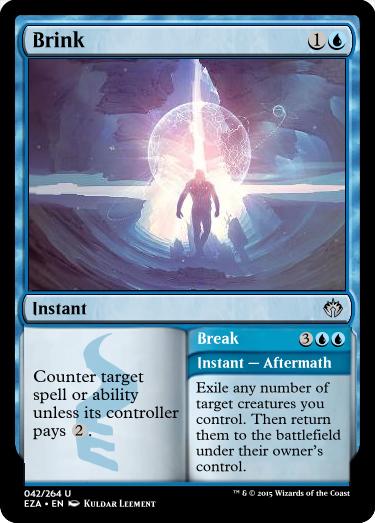 Brink 1
Instant
Counter target
spell or ability
unless its controller
pays 2 .
Break 3
Instant — Aftermath
Exile any number of
target creatures you
control. Then return
them to the battlefield
under their owner's
control.
042/264 U
EZA • EN Kuldar Leement
™ & © 2015 Wizards of the Coast